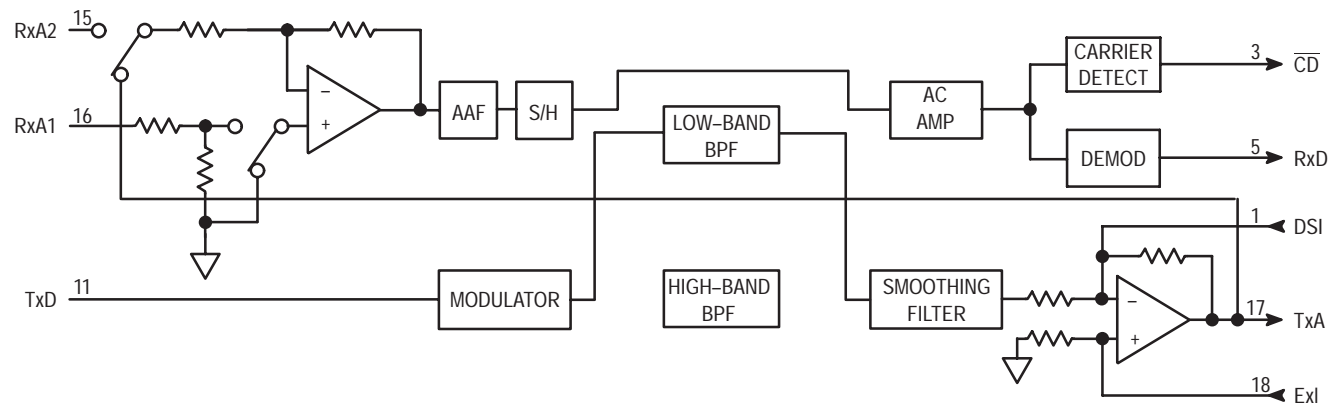 RxA2 15
CARRIER
DETECT
3 CD
AAF
S/H
AC
AMP
RxA1 16
−
+
LOW–BAND
BPF
DEMOD
5 RxD
1 DSI
TxD 11
MODULATOR
HIGH–BAND
BPF
SMOOTHING
FILTER
−
+
17 TxA
18 ExI